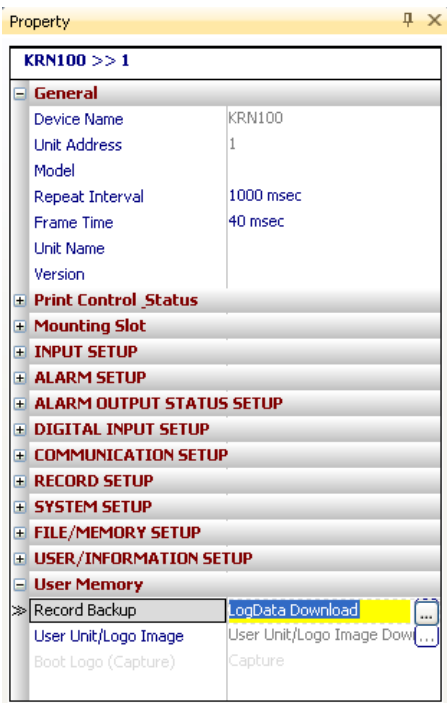 Property
KRN100 >> 1
General
Device Name KRN100
Unit Address 1
Model
Repeat Interval 1000 msec
Frame Time 40 msec
Unit Name
Version
Print Control_Status
Mounting Slot
INPUT SETUP
ALARM SETUP
ALARM OUTPUT STATUS SETUP
DIGITAL INPUT SETUP
COMMUNICATION SETUP
RECORD SETUP
SYSTEM SETUP
FILE/MEMORY SETUP
USER/INFORMATION SETUP
User Memory
Record Backup LogData Download ...
User Unit/Logo Image User Unit/Logo Image Dow ...
Boot Logo (Capture) Capture